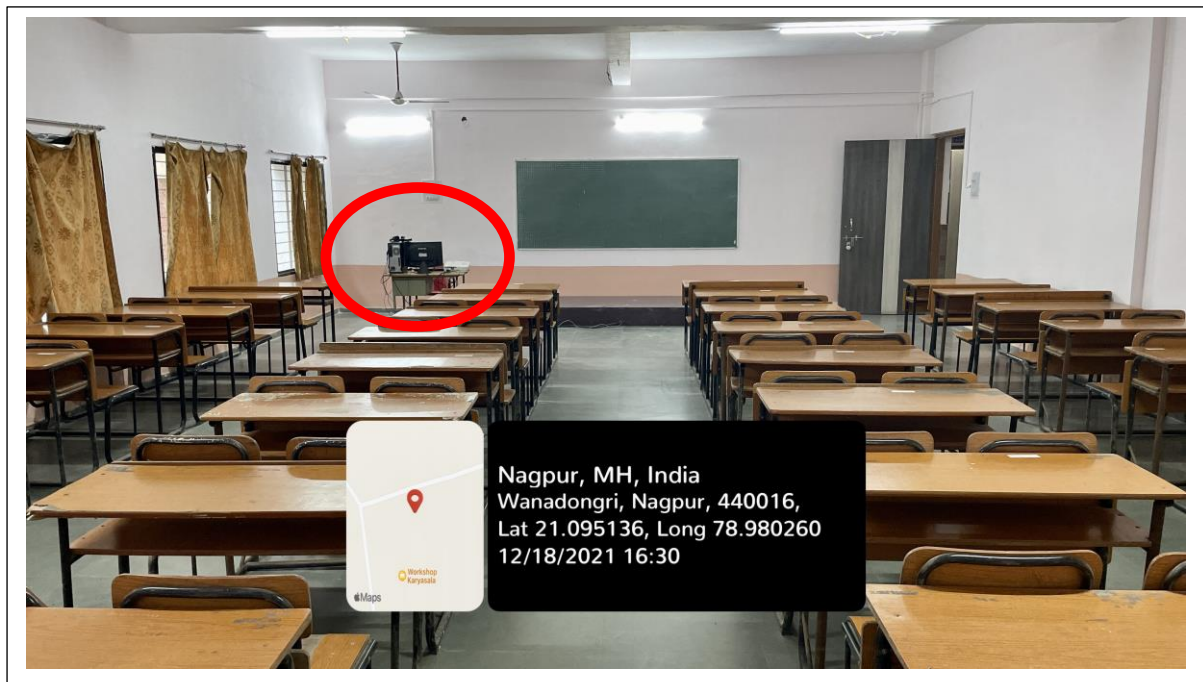 Nagpur, MH, India
Wanadongri, Nagpur, 440016,
Lat 21.095136, Long 78.980260
12/18/2021 16:30
Workshop
Karyasala
Maps